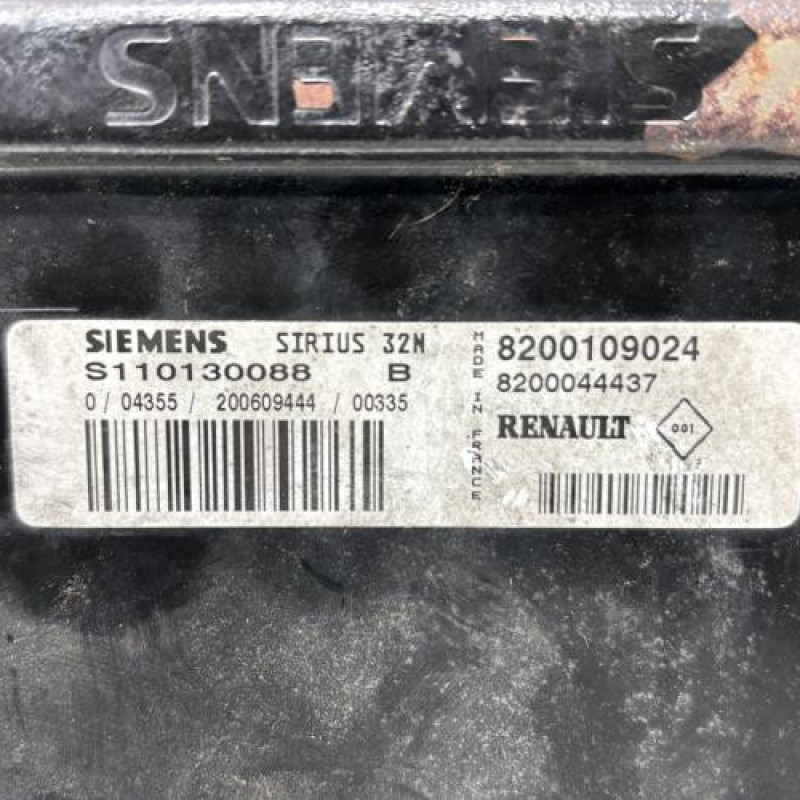 SIEMENS
SIEMENS SIRIUS 32N
S110130088 B
0 / 04355 / 200609444 / 00335
MADE IN FRANCE
8200109024
8200044437
RENAULT 001